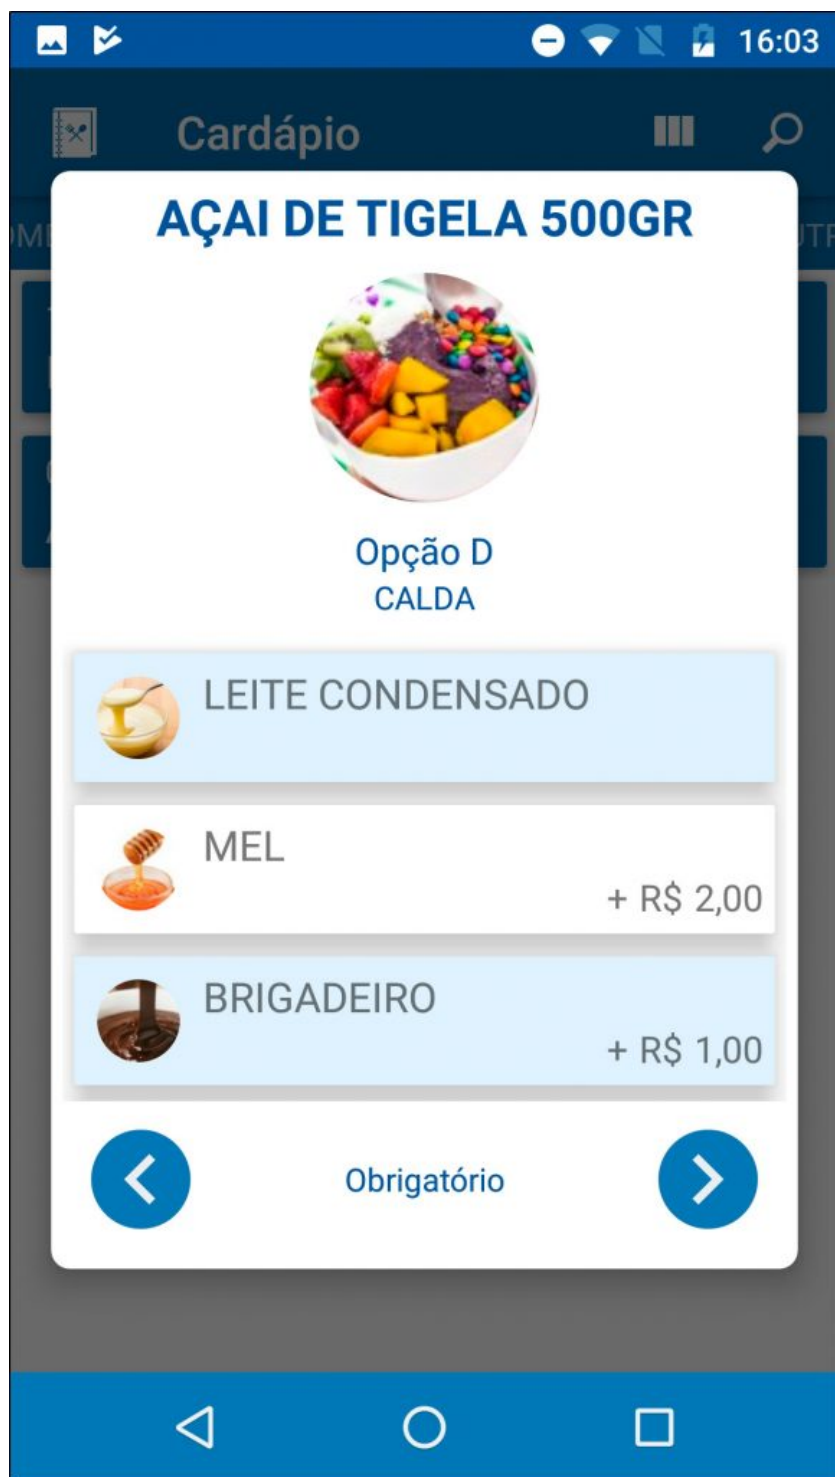 16:03
Cardápio
AÇAI DE TIGELA 500GR
Opção D
CALDA
LEITE CONDENSADO
MEL
+ R$ 2,00
BRIGADEIRO
+ R$ 1,00
Obrigatório